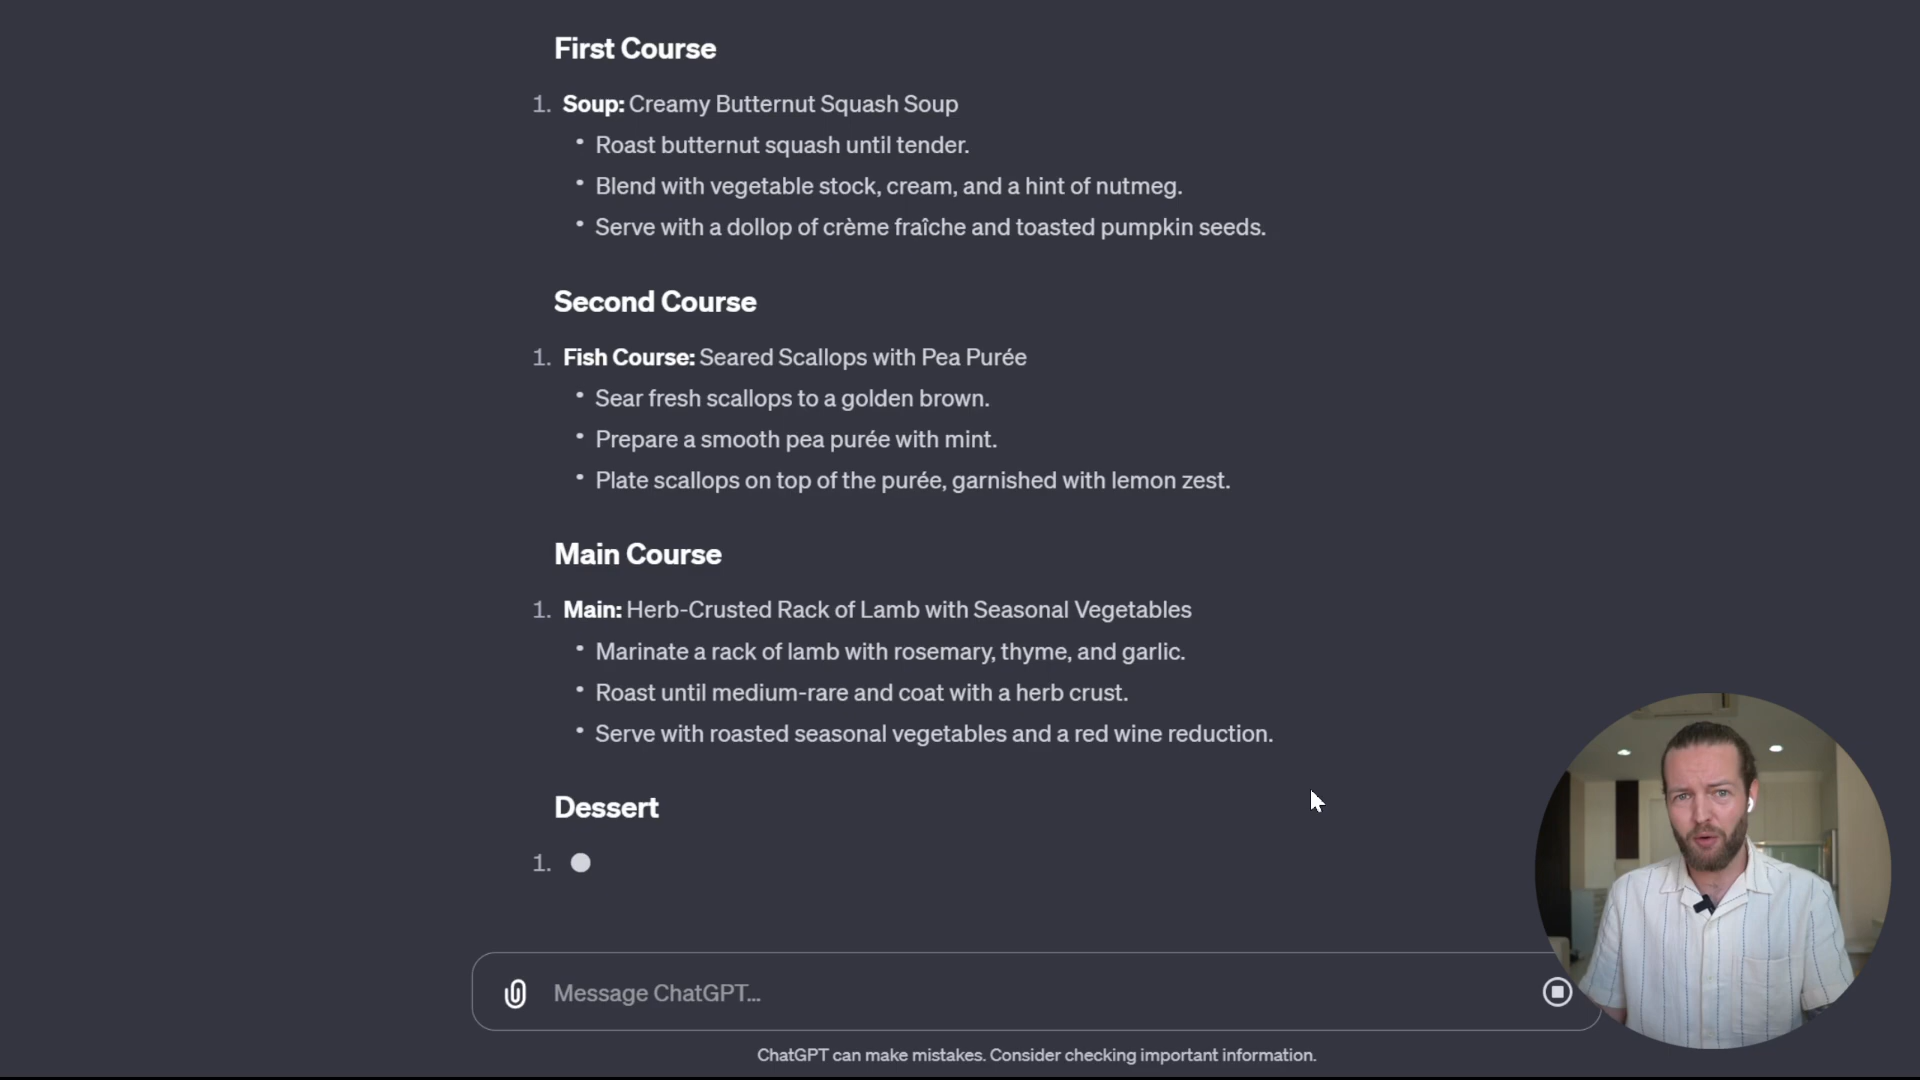 First Course
1. Soup: Creamy Butternut Squash Soup
• Roast butternut squash until tender.
• Blend with vegetable stock, cream, and a hint of nutmeg.
• Serve with a dollop of crème fraîche and toasted pumpkin seeds.
Second Course
1. Fish Course: Seared Scallops with Pea Purée
• Sear fresh scallops to a golden brown.
• Prepare a smooth pea purée with mint.
• Plate scallops on top of the purée, garnished with lemon zest.
Main Course
1. Main: Herb-Crusted Rack of Lamb with Seasonal Vegetables
• Marinate a rack of lamb with rosemary, thyme, and garlic.
• Roast until medium-rare and coat with a herb crust.
• Serve with roasted seasonal vegetables and a red wine reduction.
Dessert
1.
Message ChatGPT...
ChatGPT can make mistakes. Consider checking important information.